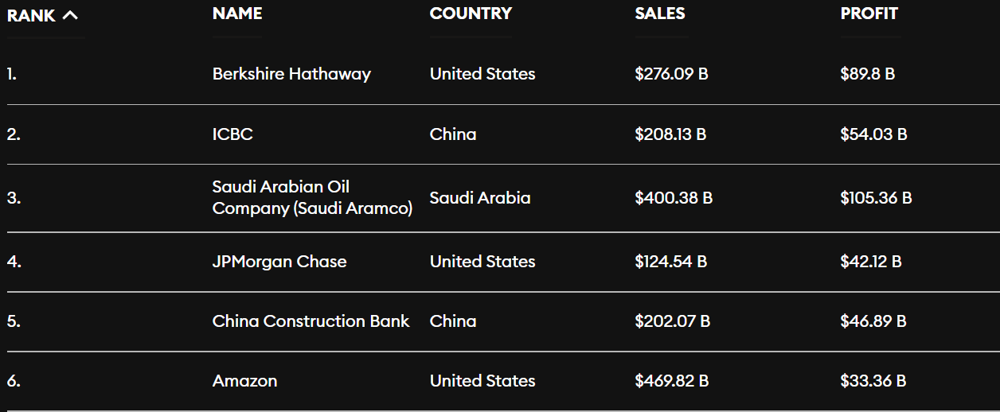 RANK NAME COUNTRY SALES PROFIT
1. Berkshire Hathaway United States $276.09 B $89.8 B
2. ICBC China $208.13 B $54.03 B
3. Saudi Arabian Oil
Company (Saudi Aramco) Saudi Arabia $400.38 B $105.36 B
4. JPMorgan Chase United States $124.54 B $42.12 B
5. China Construction Bank China $202.07 B $46.89 B
6. Amazon United States $469.82 B $33.36 B